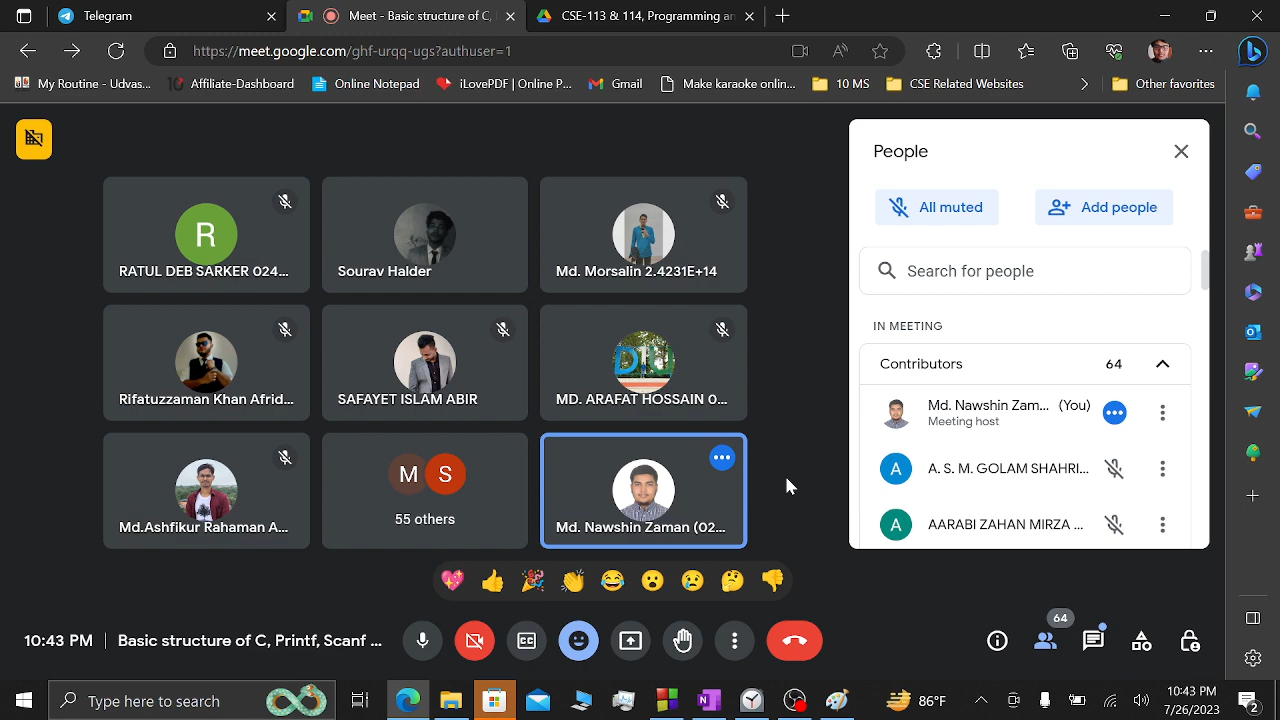 Telegram
Meet - Basic structure of C,
CSE-113 & 114, Programming an
https://meet.google.com/ghf-urqq-ugs?authuser=1
My Routine - Udvas...
Affiliate-Dashboard
Online Notepad
iLovePDF | Online P...
Gmail
Make karaoke onlin...
10 MS
CSE Related Websites
Other favorites
People
All muted
Add people
Search for people
IN MEETING
Contributors 64
Md. Nawshin Zam... (You)
Meeting host
A. S. M. GOLAM SHAHRI...
AARABI ZAHAN MIRZA ...
R
RATUL DEB SARKER 024...
Sourav Halder
Md. Morsalin 2.4231E+14
Rifatuzzaman Khan Afrid...
SAFAYET ISLAM ABIR
DIU
MD. ARAFAT HOSSAIN 0...
Md.Ashfikur Rahaman A...
M S
55 others
Md. Nawshin Zaman (02...
A
A
10:43 PM | Basic structure of C, Printf, Scanf ...
CC
64
Type here to search
86°F
10:43 PM
7/26/2023
2